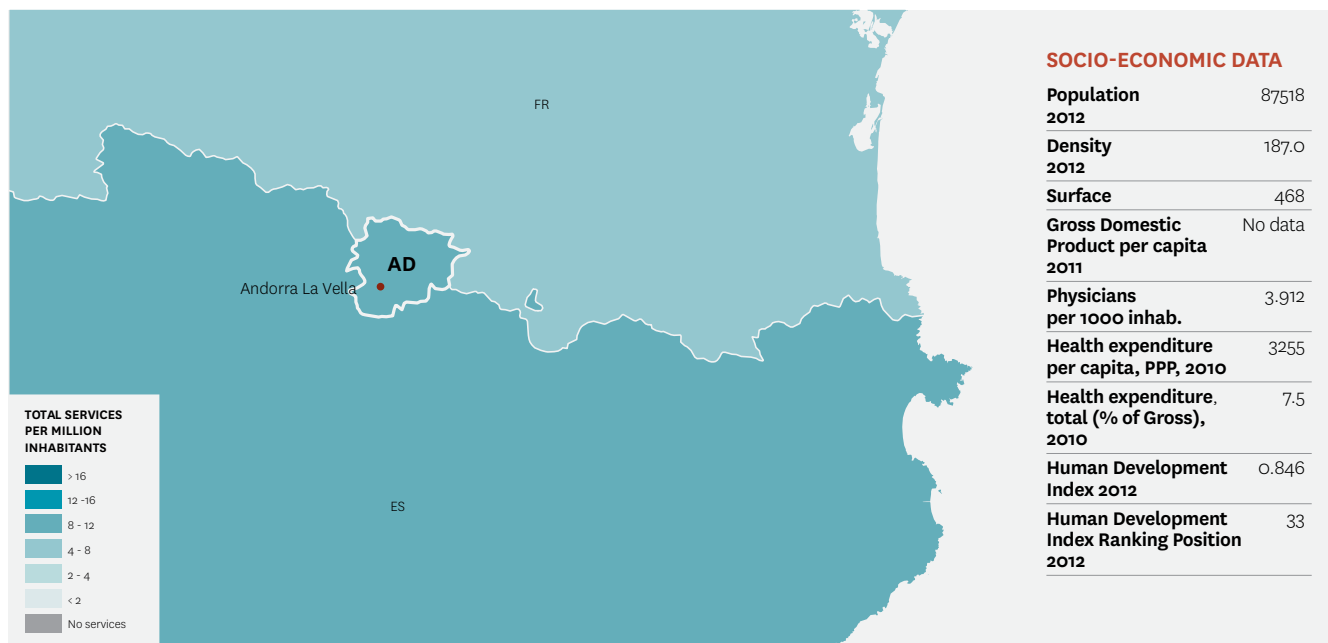 FR
AD
Andorra La Vella
ES
TOTAL SERVICES
PER MILLION
INHABITANTS
> 16
12 -16
8 - 12
4 - 8
2 - 4
< 2
No services
SOCIO-ECONOMIC DATA
Population 87518
2012
Density 187.0
2012
Surface 468
Gross Domestic No data
Product per capita
2011
Physicians 3.912
per 1000 inhab.
Health expenditure 3255
per capita, PPP, 2010
Health expenditure, 7.5
total (% of Gross),
2010
Human Development 0.846
Index 2012
Human Development 33
Index Ranking Position
2012